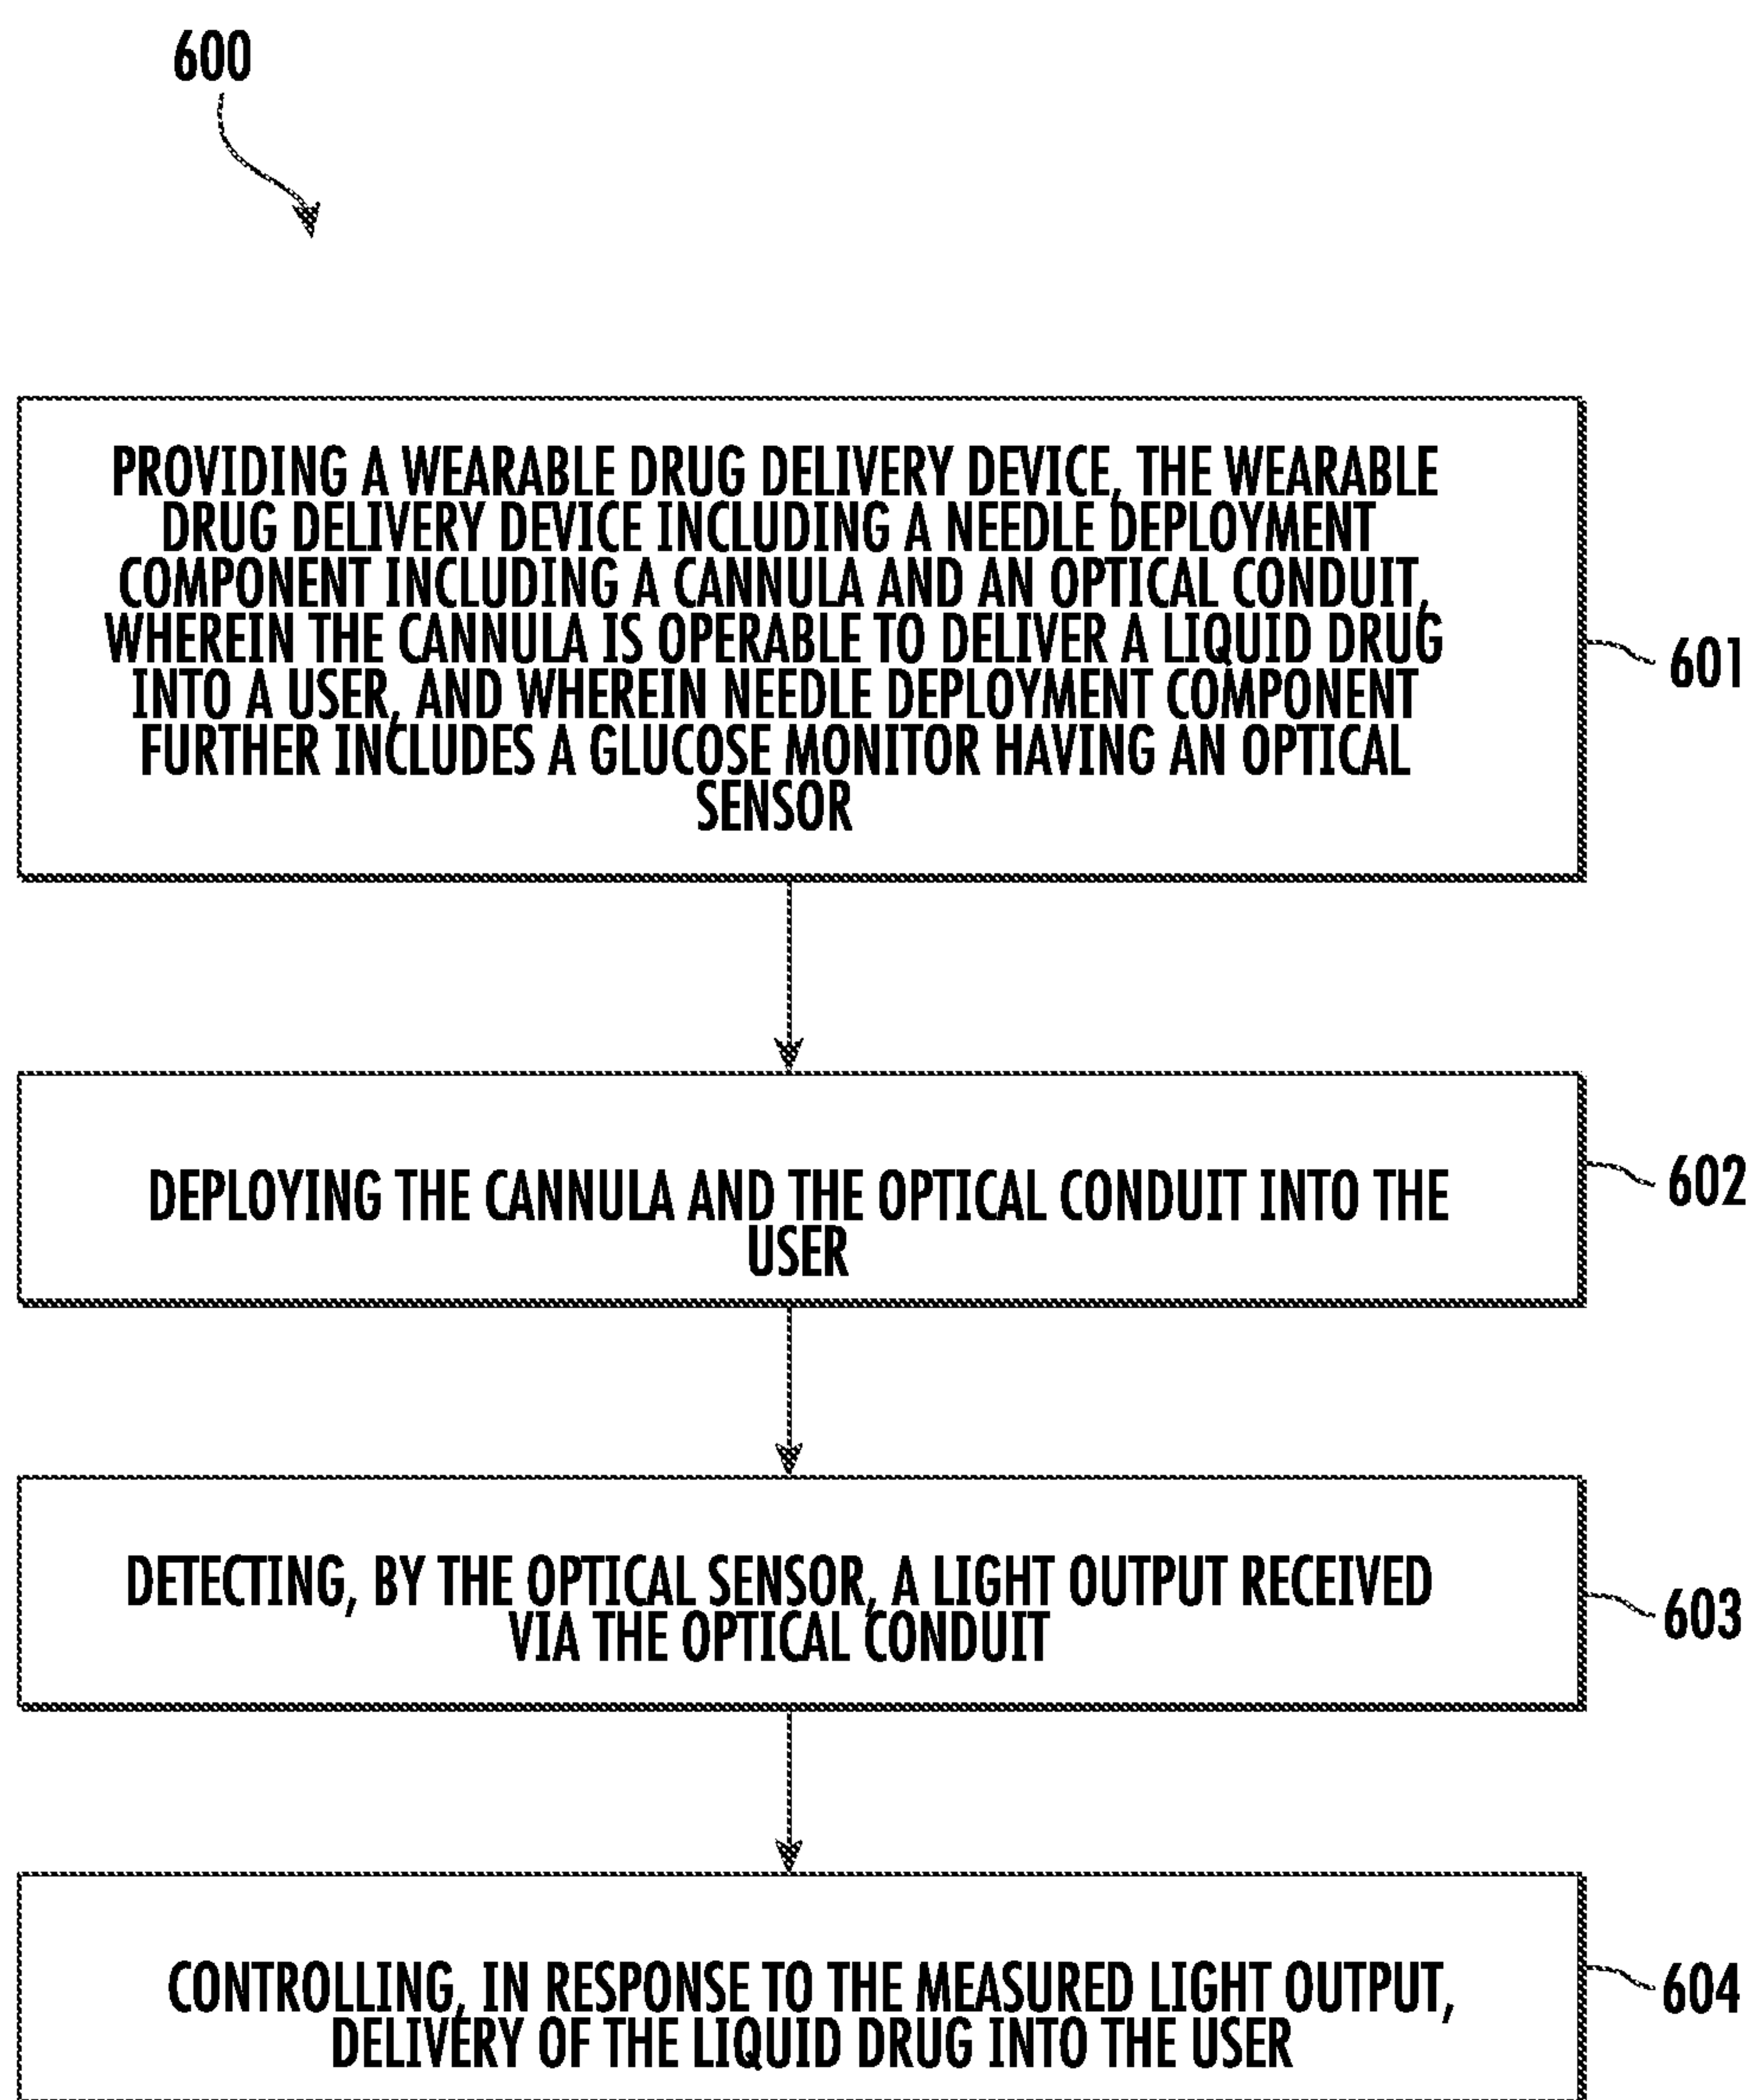 600
PROVIDING A WEARABLE DRUG DELIVERY DEVICE, THE WEARABLE
DRUG DELIVERY DEVICE INCLUDING A NEEDLE DEPLOYMENT
COMPONENT INCLUDING A CANNULA AND AN OPTICAL CONDUIT,
WHEREIN THE CANNULA IS OPERABLE TO DELIVER A LIQUID DRUG
INTO A USER, AND WHEREIN NEEDLE DEPLOYMENT COMPONENT
FURTHER INCLUDES A GLUCOSE MONITOR HAVING AN OPTICAL
SENSOR
601
DEPLOYING THE CANNULA AND THE OPTICAL CONDUIT INTO THE
USER
602
DETECTING, BY THE OPTICAL SENSOR, A LIGHT OUTPUT RECEIVED
VIA THE OPTICAL CONDUIT
603
CONTROLLING, IN RESPONSE TO THE MEASURED LIGHT OUTPUT,
DELIVERY OF THE LIQUID DRUG INTO THE USER
604